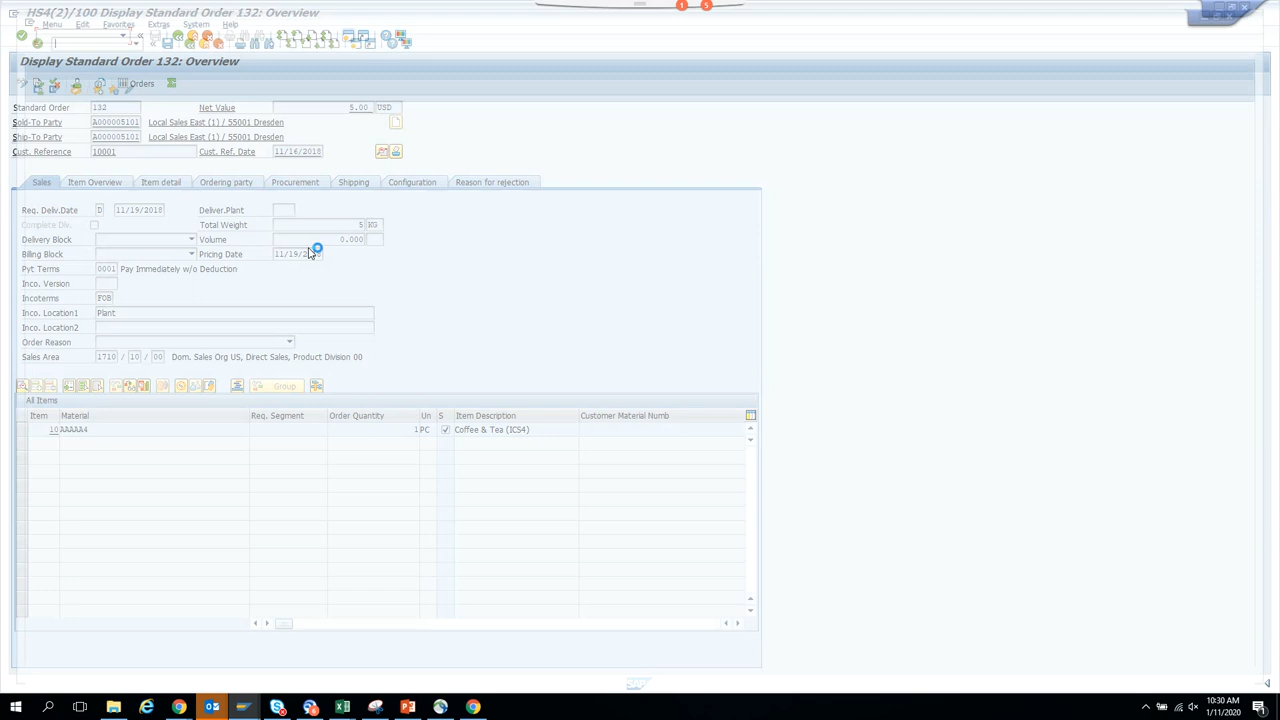 HS4(2)/100 Display Standard Order 132: Overview
Menu Edit Favorites Extras System Help
Display Standard Order 132: Overview
Orders
Standard Order 132 Net Value 5.00 USD
Sold-To Party A000005101 Local Sales East (1) / 55001 Dresden
Ship-To Party A000005101 Local Sales East (1) / 55001 Dresden
Cust. Reference 10001 Cust. Ref. Date 11/16/2018
Sales Item Overview Item detail Ordering party Procurement Shipping Configuration Reason for rejection
Req. Deliv.Date D 11/19/2018 Deliver.Plant
Complete Dlv. Total Weight 5 KG
Delivery Block Volume 0.000
Billing Block Pricing Date 11/19/2
Pyt Terms 0001 Pay Immediately w/o Deduction
Inco. Version
Incoterms FOB
Inco. Location1 Plant
Inco. Location2
Order Reason
Sales Area 1710 / 10 / 00 Dom. Sales Org US, Direct Sales, Product Division 00
Group
All Items
Item Material Req. Segment Order Quantity Un S Item Description Customer Material Numb
10 AAAAA4 1 PC Coffee & Tea (ICS4)
SAP
10:30 AM
1/11/2020